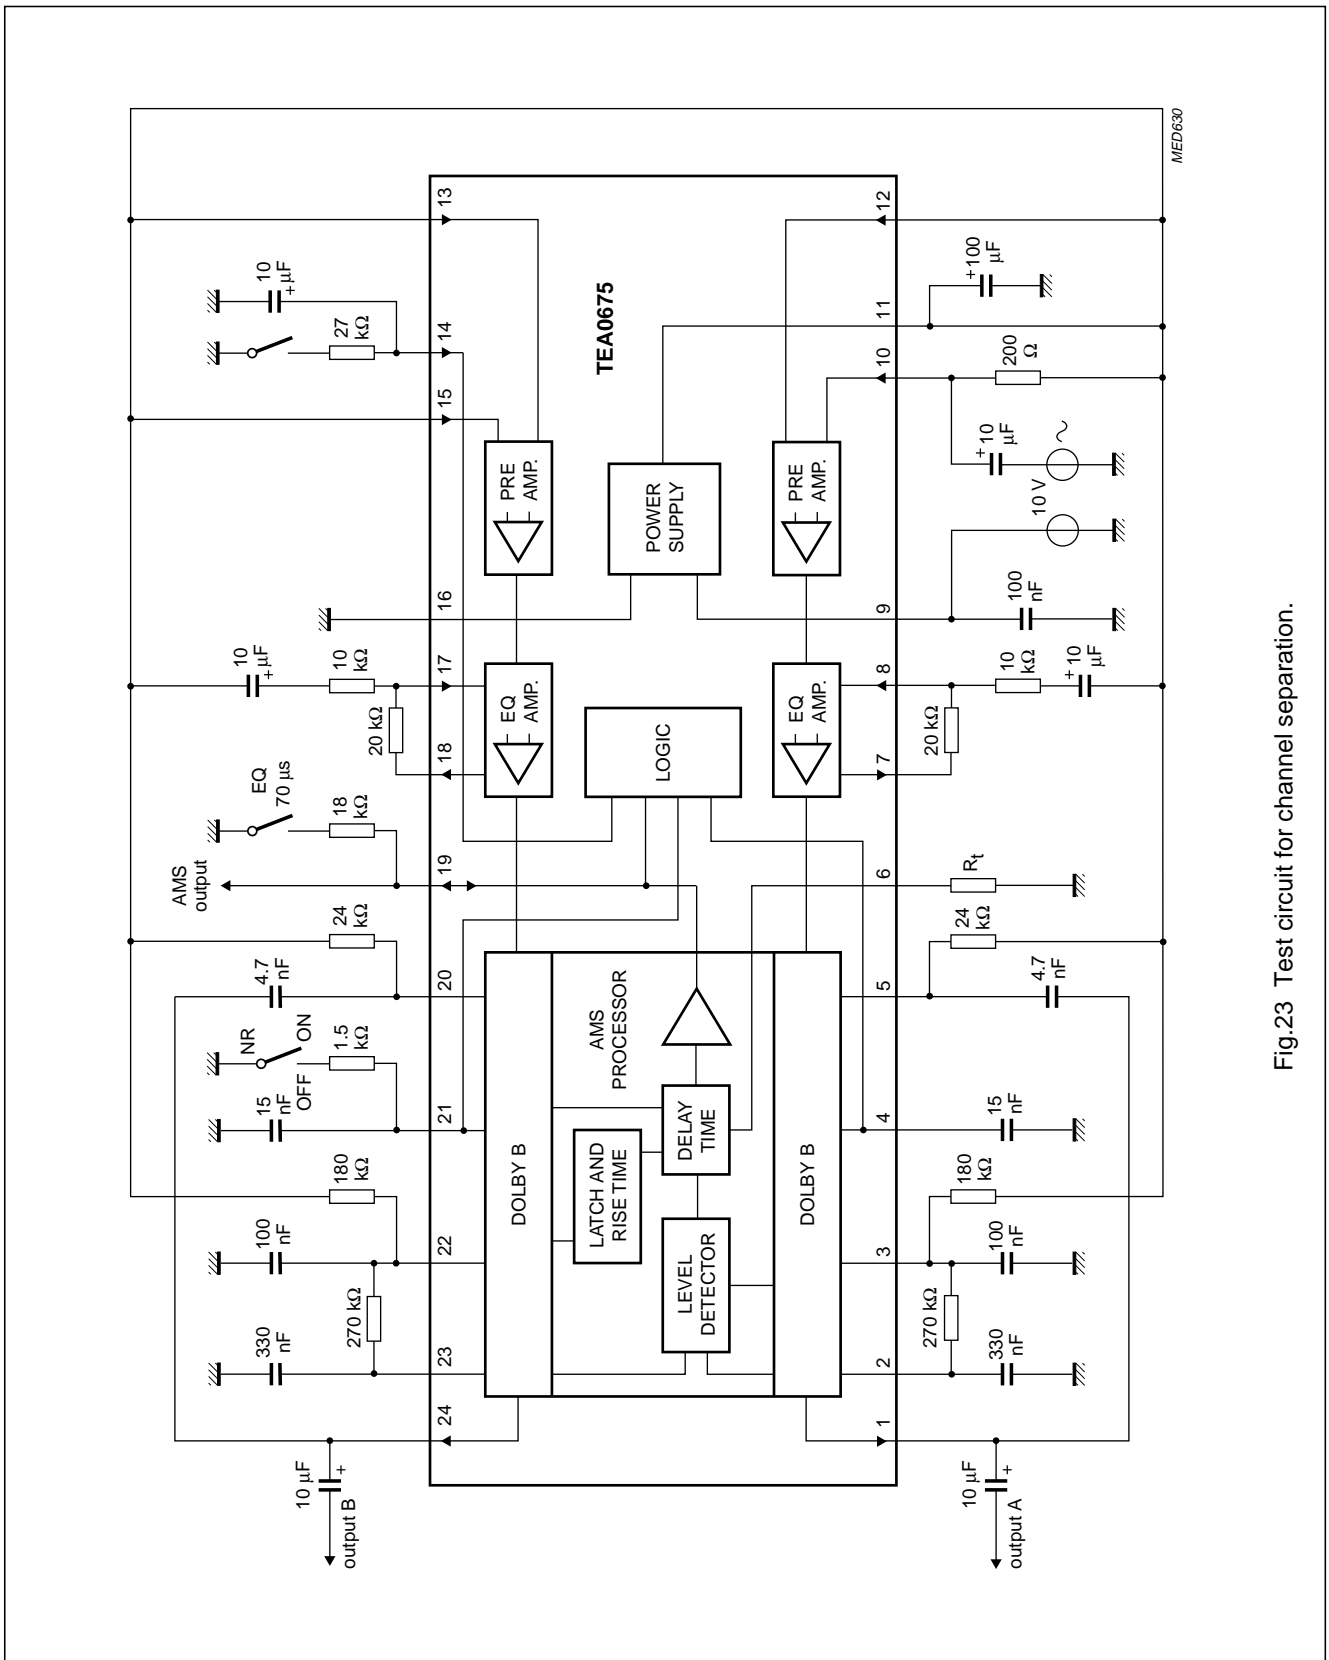 MED630
TEA0675
24
23
22
21
20
19
18
17
16
15
14
13
1
2
3
4
5
6
7
8
9
10
11
12
10 µF
+
output B
330
nF
270 kΩ
100
nF
180
kΩ
15
nF
OFF
NR
ON
1.5
kΩ
4.7
nF
24
kΩ
AMS
output
EQ
70 µs
18
kΩ
20 kΩ
10
µF
+
10
kΩ
27
kΩ
10
µF
+
DOLBY B
LATCH AND
RISE TIME
LEVEL
DETECTOR
DELAY
TIME
AMS
PROCESSOR
DOLBY B
LOGIC
EQ
AMP.
EQ
AMP.
PRE
AMP.
PRE
AMP.
POWER
SUPPLY
10 µF
+
output A
330
nF
270 kΩ
100
nF
180
kΩ
15
nF
4.7
nF
24
kΩ
Rt
20 kΩ
10
kΩ
+10
µF
100
nF
10 V
+10
µF
200
Ω
+100
µF
Fig.23 Test circuit for channel separation.